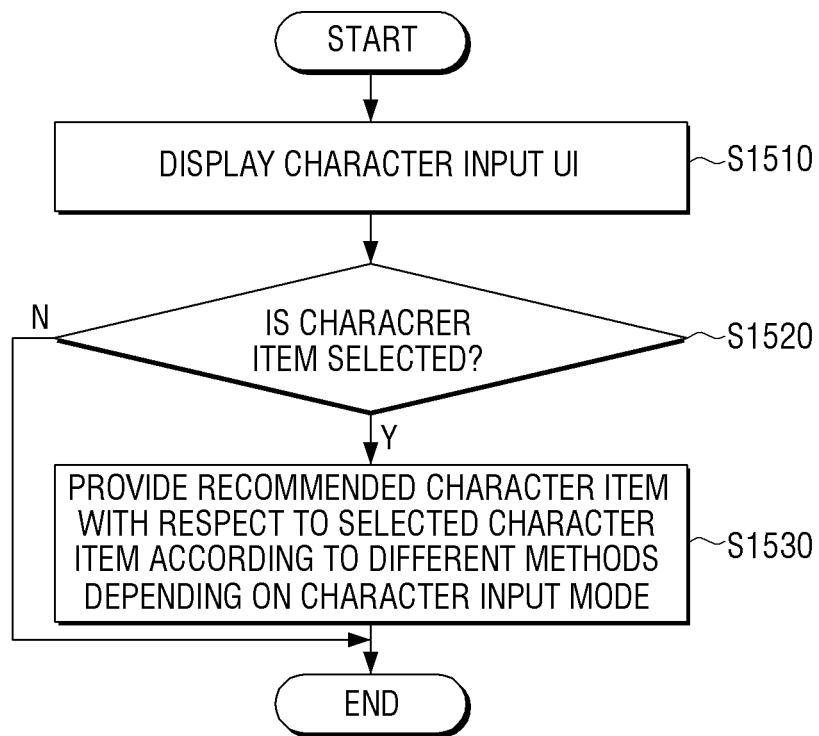 START
DISPLAY CHARACTER INPUT UI
S1510
N
IS CHARACRER
ITEM SELECTED?
S1520
Y
PROVIDE RECOMMENDED CHARACTER ITEM
WITH RESPECT TO SELECTED CHARACTER
ITEM ACCORDING TO DIFFERENT METHODS
DEPENDING ON CHARACTER INPUT MODE
S1530
END